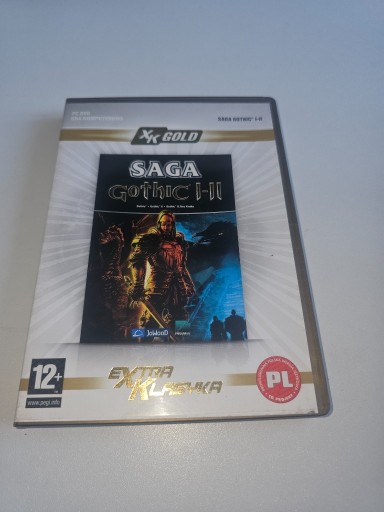 PC DVD
GRA KOMPUTEROWA
SAGA GOTHIC I-II
XK GOLD
SAGA
GOTHIC I-II
JoWooD
12+
www.pegi.info
EXTRA
KLASYKA
PL